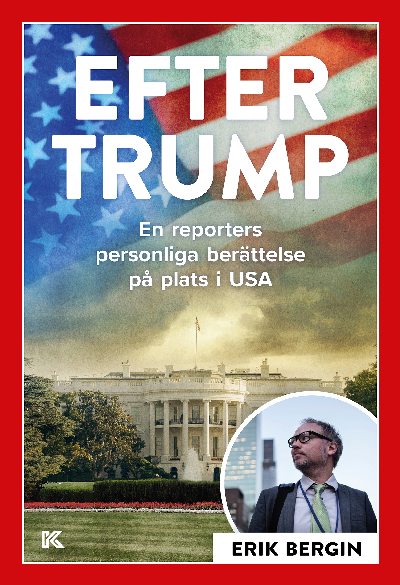 EFTER
TRUMP
En reporters
personliga berättelse
på plats i USA
ERIK BERGIN